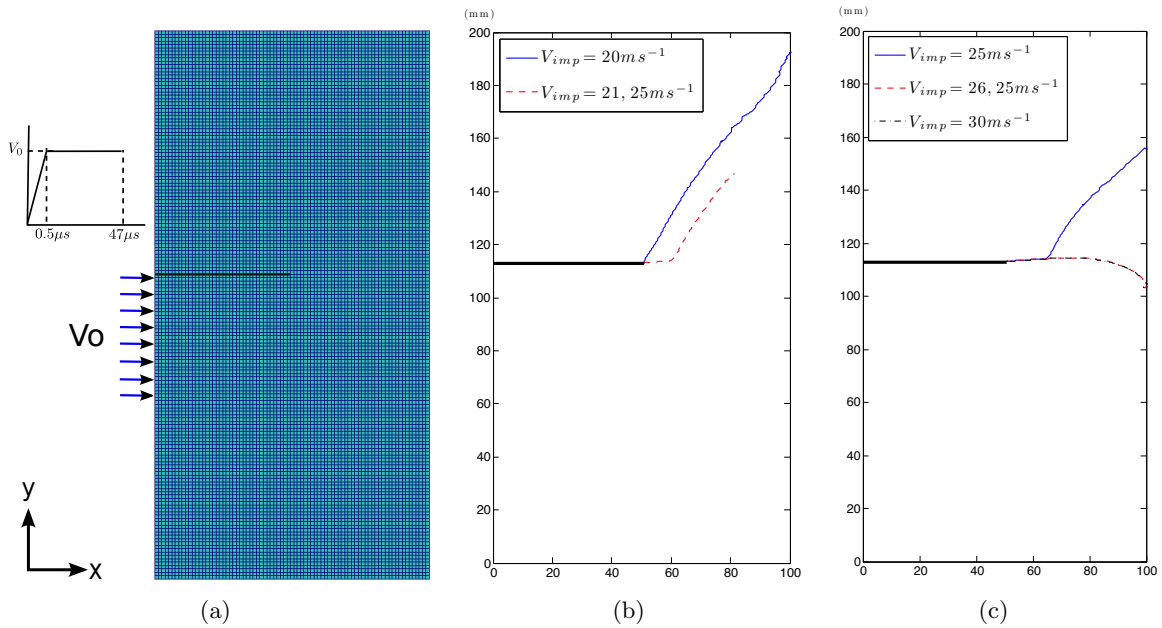 V₀
0.5μs
47μs
Vo
y
x
(a)
(mm)
V_imp = 20ms⁻¹
V_imp = 21, 25ms⁻¹
200
180
160
140
120
100
80
60
40
20
0
0 20 40 60 80 100
(b)
(mm)
V_imp = 25ms⁻¹
V_imp = 26, 25ms⁻¹
V_imp = 30ms⁻¹
200
180
160
140
120
100
80
60
40
20
0
0 20 40 60 80 100
(c)